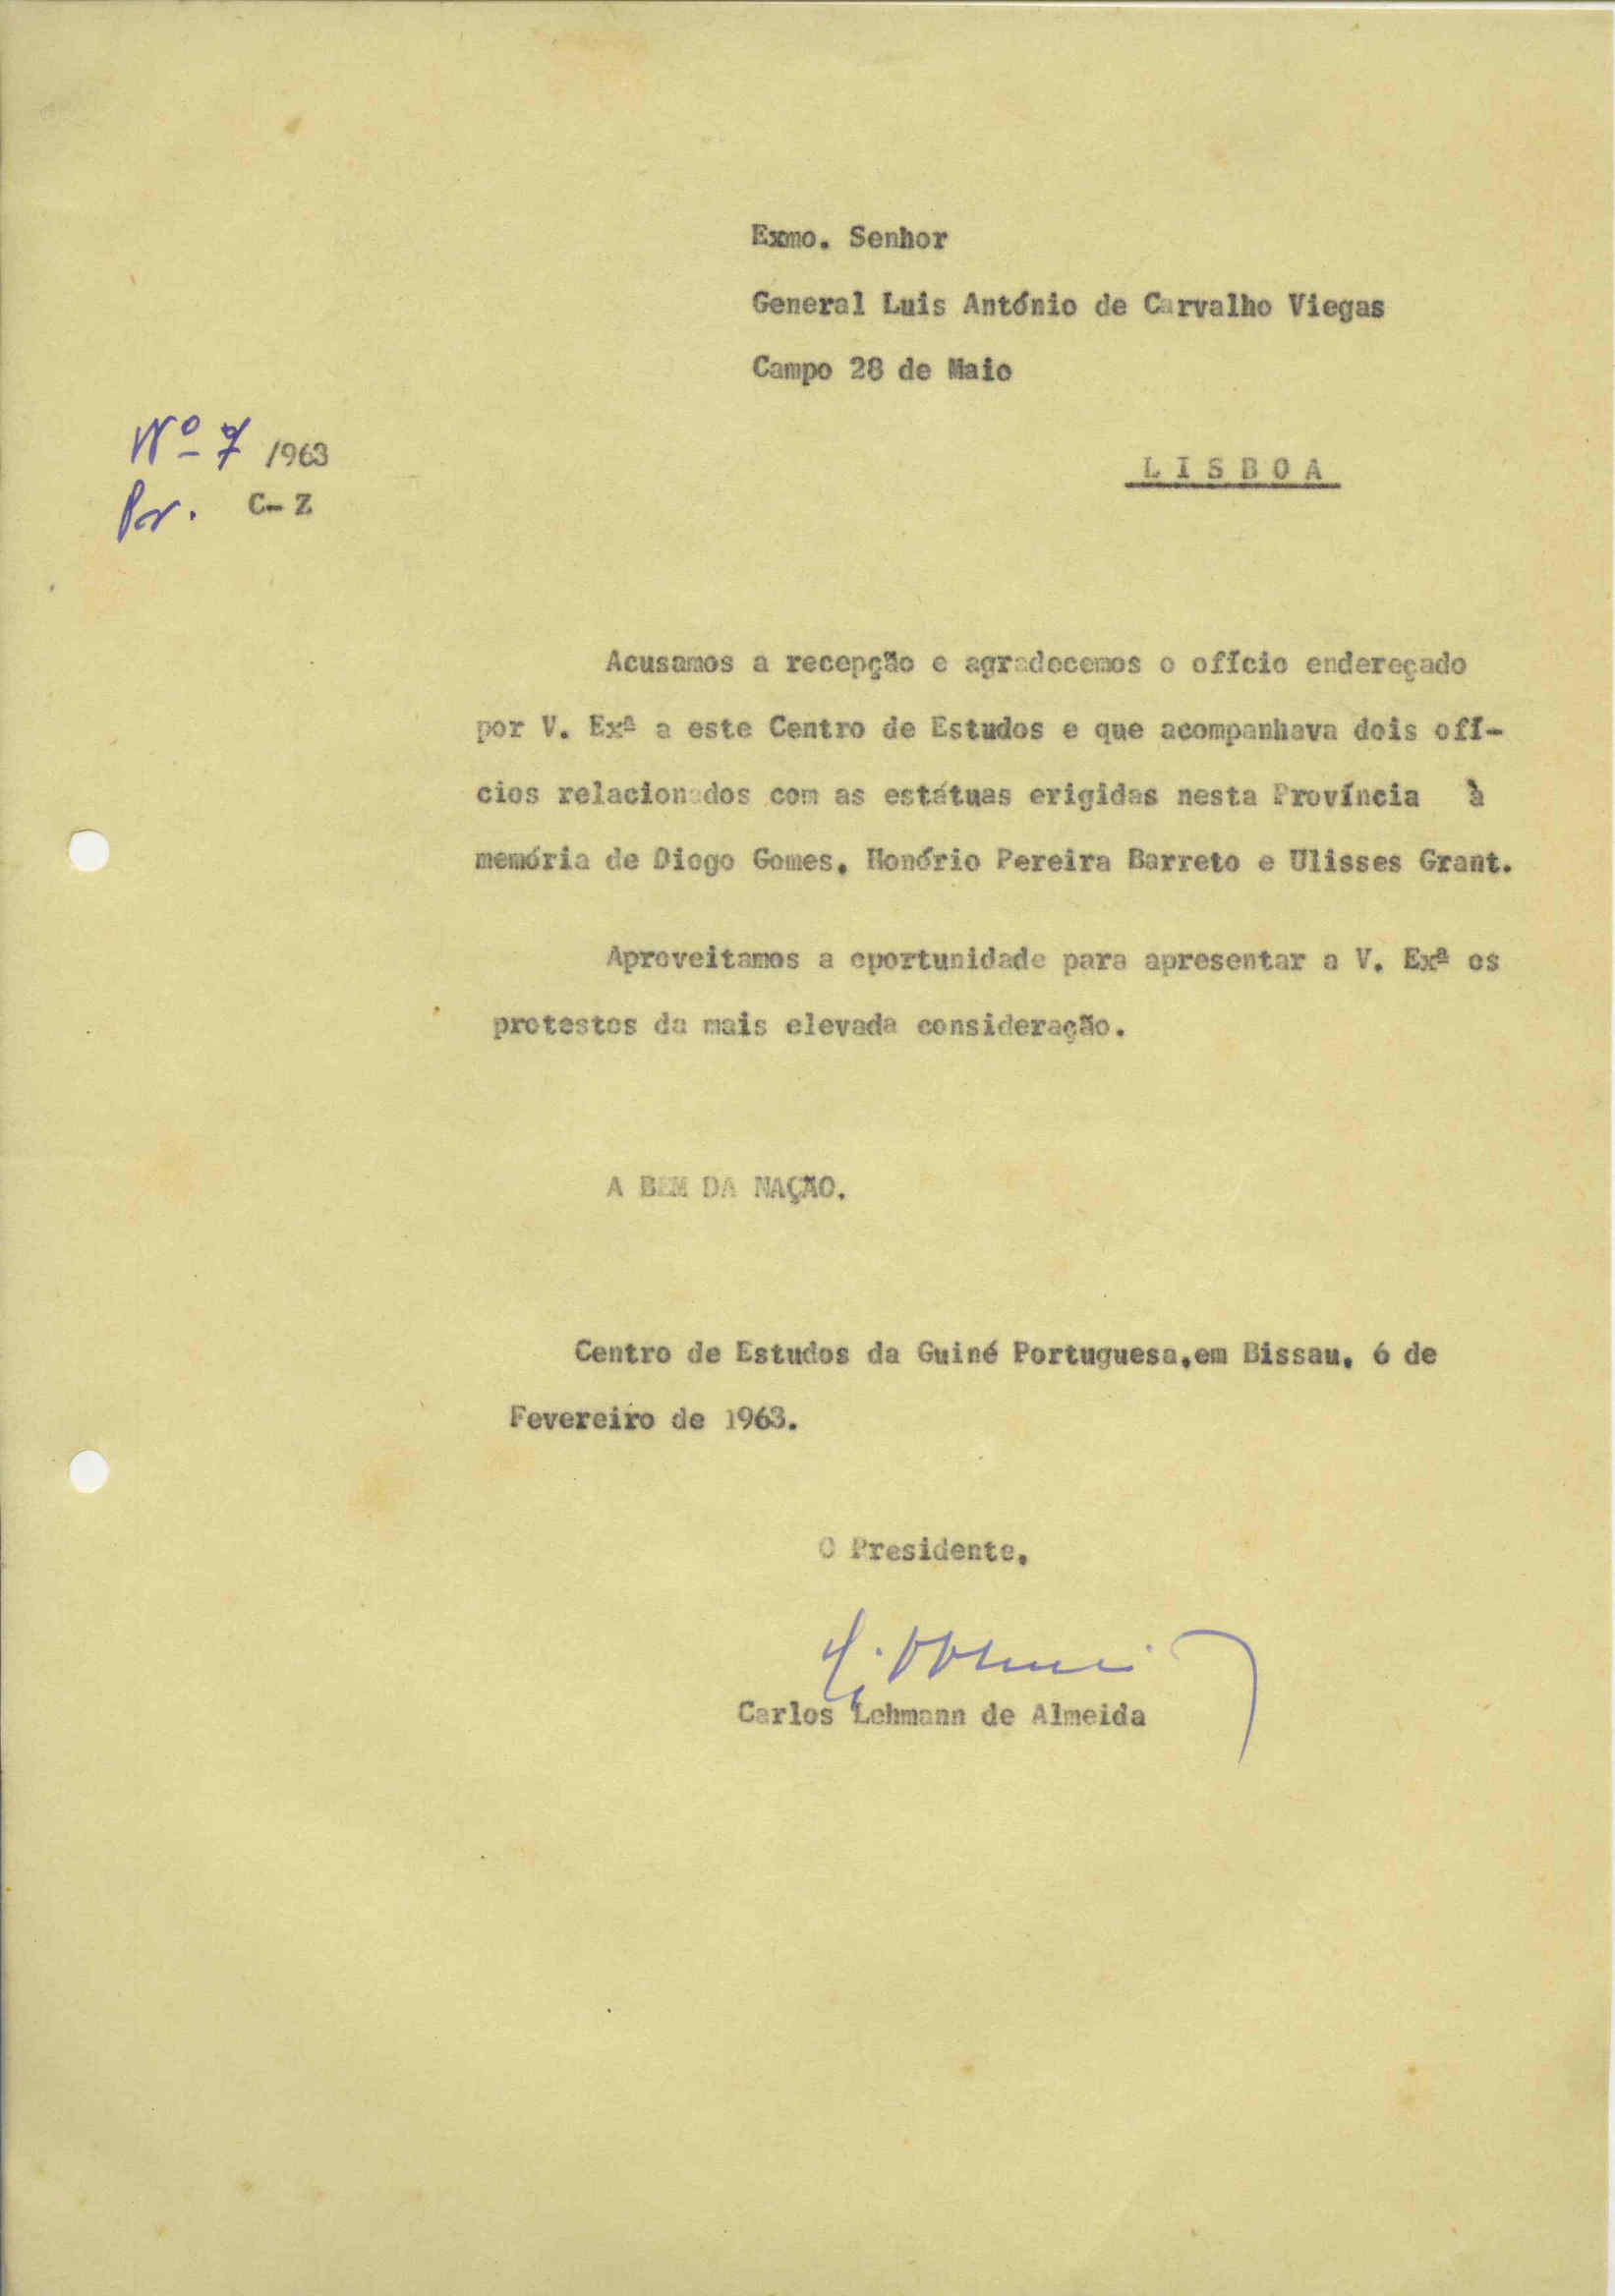 Exmo. Senhor
General Luis António de Carvalho Viegas
Campo 28 de Maio
Nº 7 /963
LISBOA
Pr. C-Z
Acusamos a recepção e agradecemos o ofício endereçado
por V. Exª a este Centro de Estudos e que acompanhava dois ofí-
cios relacionados com as estátuas erigidas nesta Província à
memória de Diogo Gomes, Honório Pereira Barreto e Ulisses Grant.
Aproveitamos a oportunidade para apresentar a V. Exª os
protestos da mais elevada consideração.
A BEM DA NAÇÃO.
Centro de Estudos da Guiné Portuguesa,em Bissau, 6 de
Fevereiro de 1963.
O Presidente,
Carlos Lehmann de Almeida